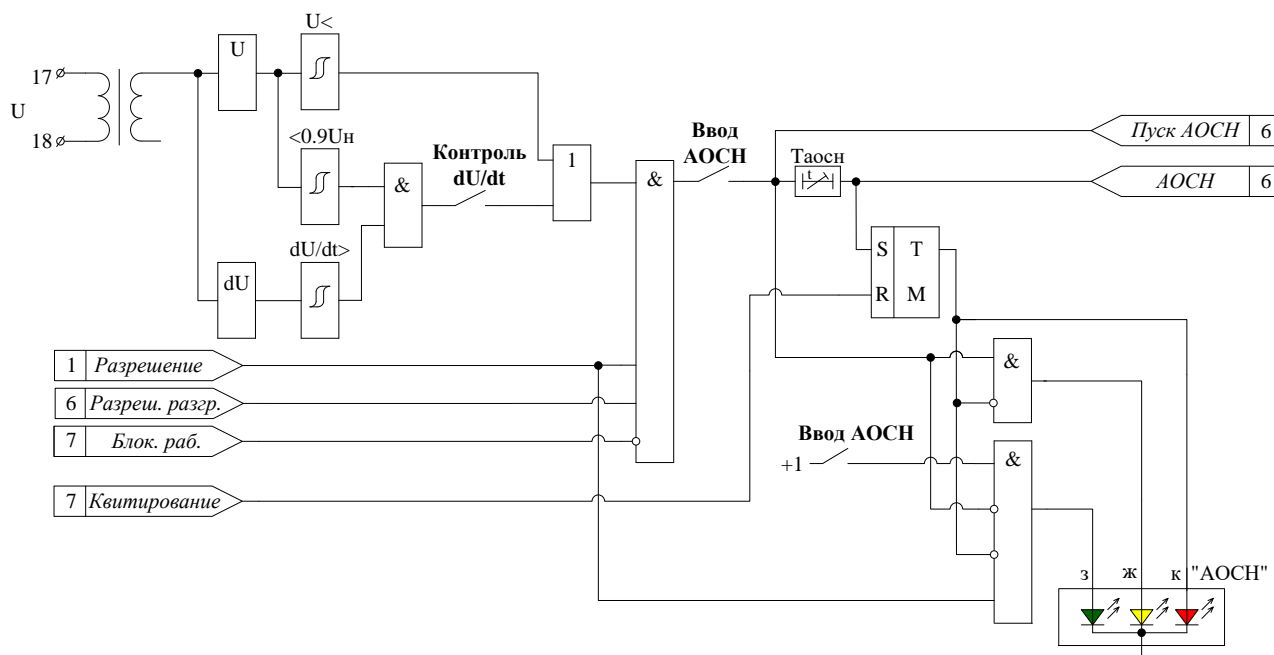 U<
U
17
U
18
<0.9Uн
Контроль
dU/dt
&
1
&
Ввод
АОСН
Tаосн
t
Пуск АОСН 6
АОСН 6
dU/dt>
dU
S T
R M
1 Разрешение
6 Разреш. разгр.
7 Блок. раб.
7 Квитирование
&
Ввод АОСН
+1
&
з ж к "АОСН"